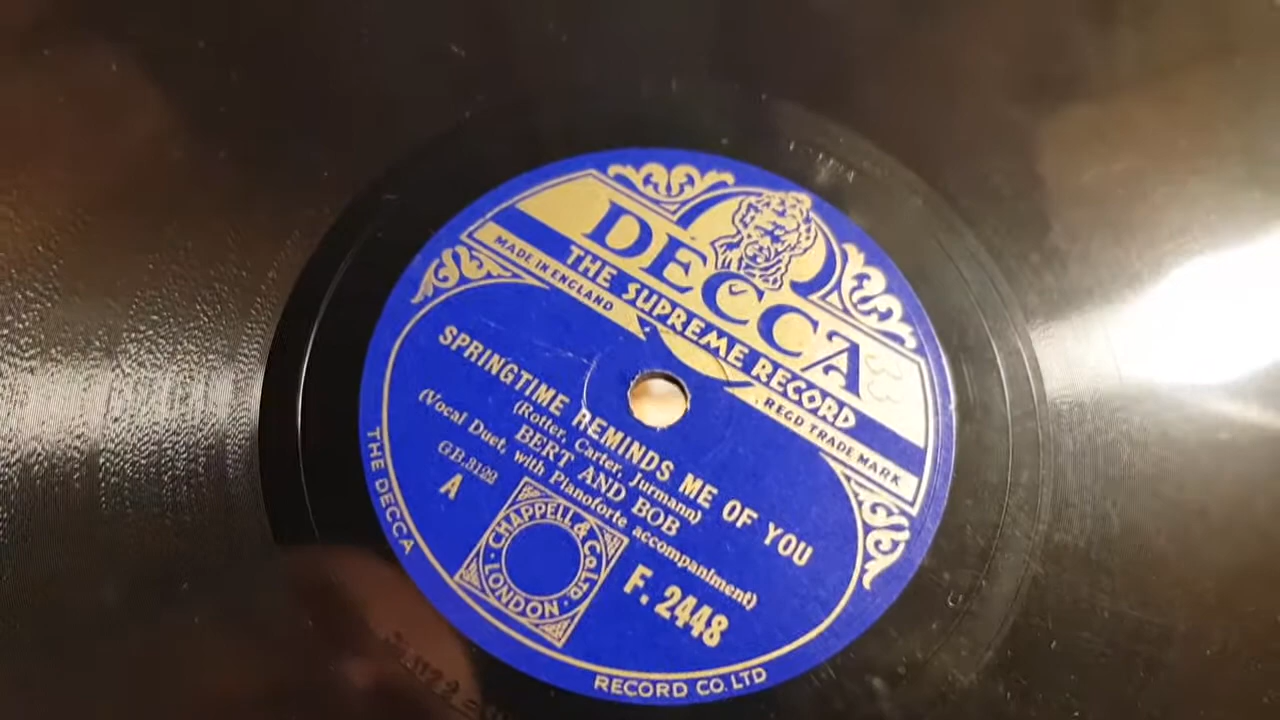 DECCA
THE SUPREME RECORD
MADE IN ENGLAND
. REGD TRADE MARK
SPRINGTIME REMINDS ME OF YOU
(Rotter, Carter, Jurmann)
BERT AND BOB
(Vocal Duet, with Pianoforte accompaniment)
GB.3122
A
CHAPPELL & CO. LTD.
· LONDON ·
F. 2448
THE DECCA
RECORD CO. LTD